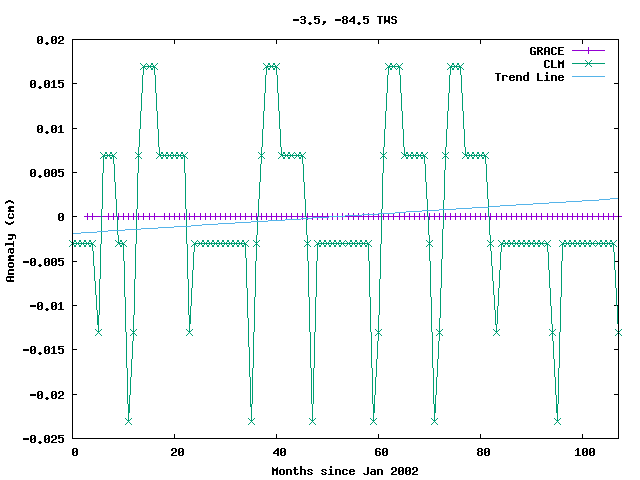 -3.5, -84.5 TWS
GRACE
CLM
Trend Line
0.02
0.015
0.01
0.005
0
-0.005
-0.01
-0.015
-0.02
-0.025
Anomaly (cm)
0 20 40 60 80 100
Months since Jan 2002